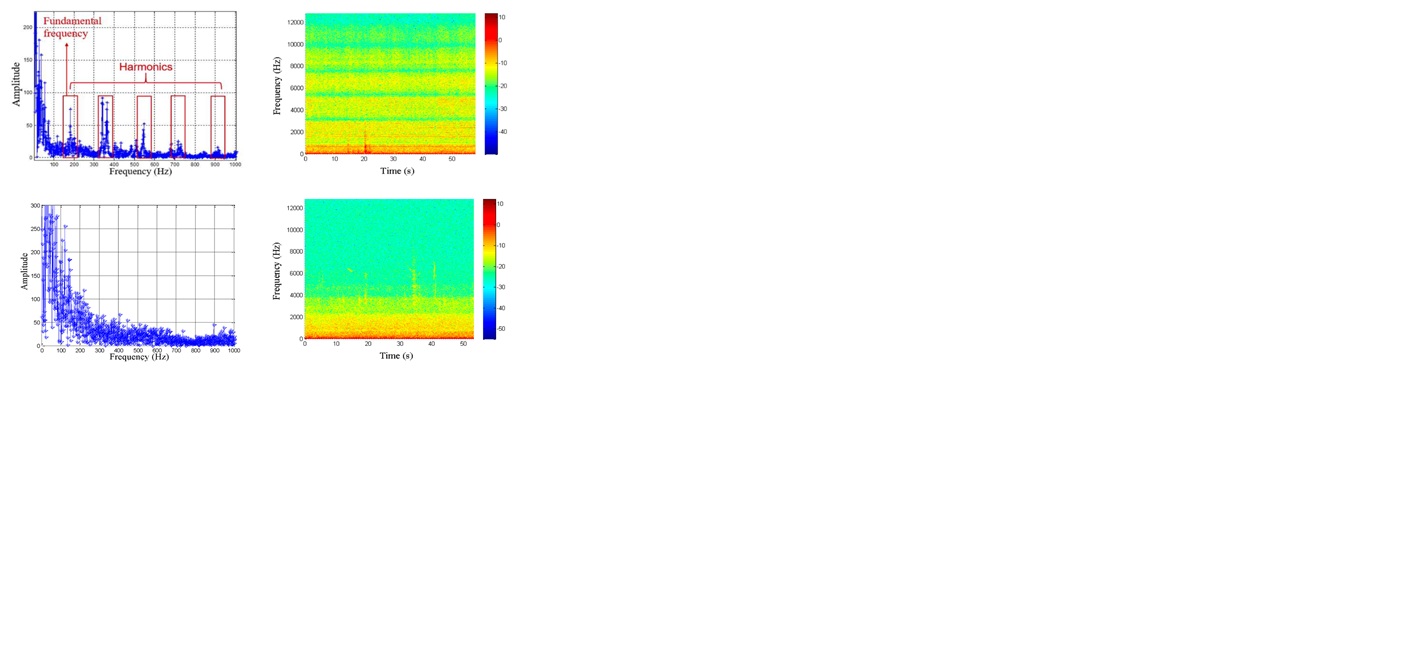 Fundamental
frequency
Harmonics
200
150
100
50
0
Amplitude
100 200 300 400 500 600 700 800 900 1000
Frequency (Hz)
12000
10000
8000
6000
4000
2000
0
Frequency (Hz)
0 10 20 30 40 50
Time (s)
10
0
-10
-20
-30
-40
300
250
200
150
100
50
0
Amplitude
0 100 200 300 400 500 600 700 800 900 1000
Frequency (Hz)
12000
10000
8000
6000
4000
2000
0
Frequency (Hz)
0 10 20 30 40 50
Time (s)
10
0
-10
-20
-30
-40
-50